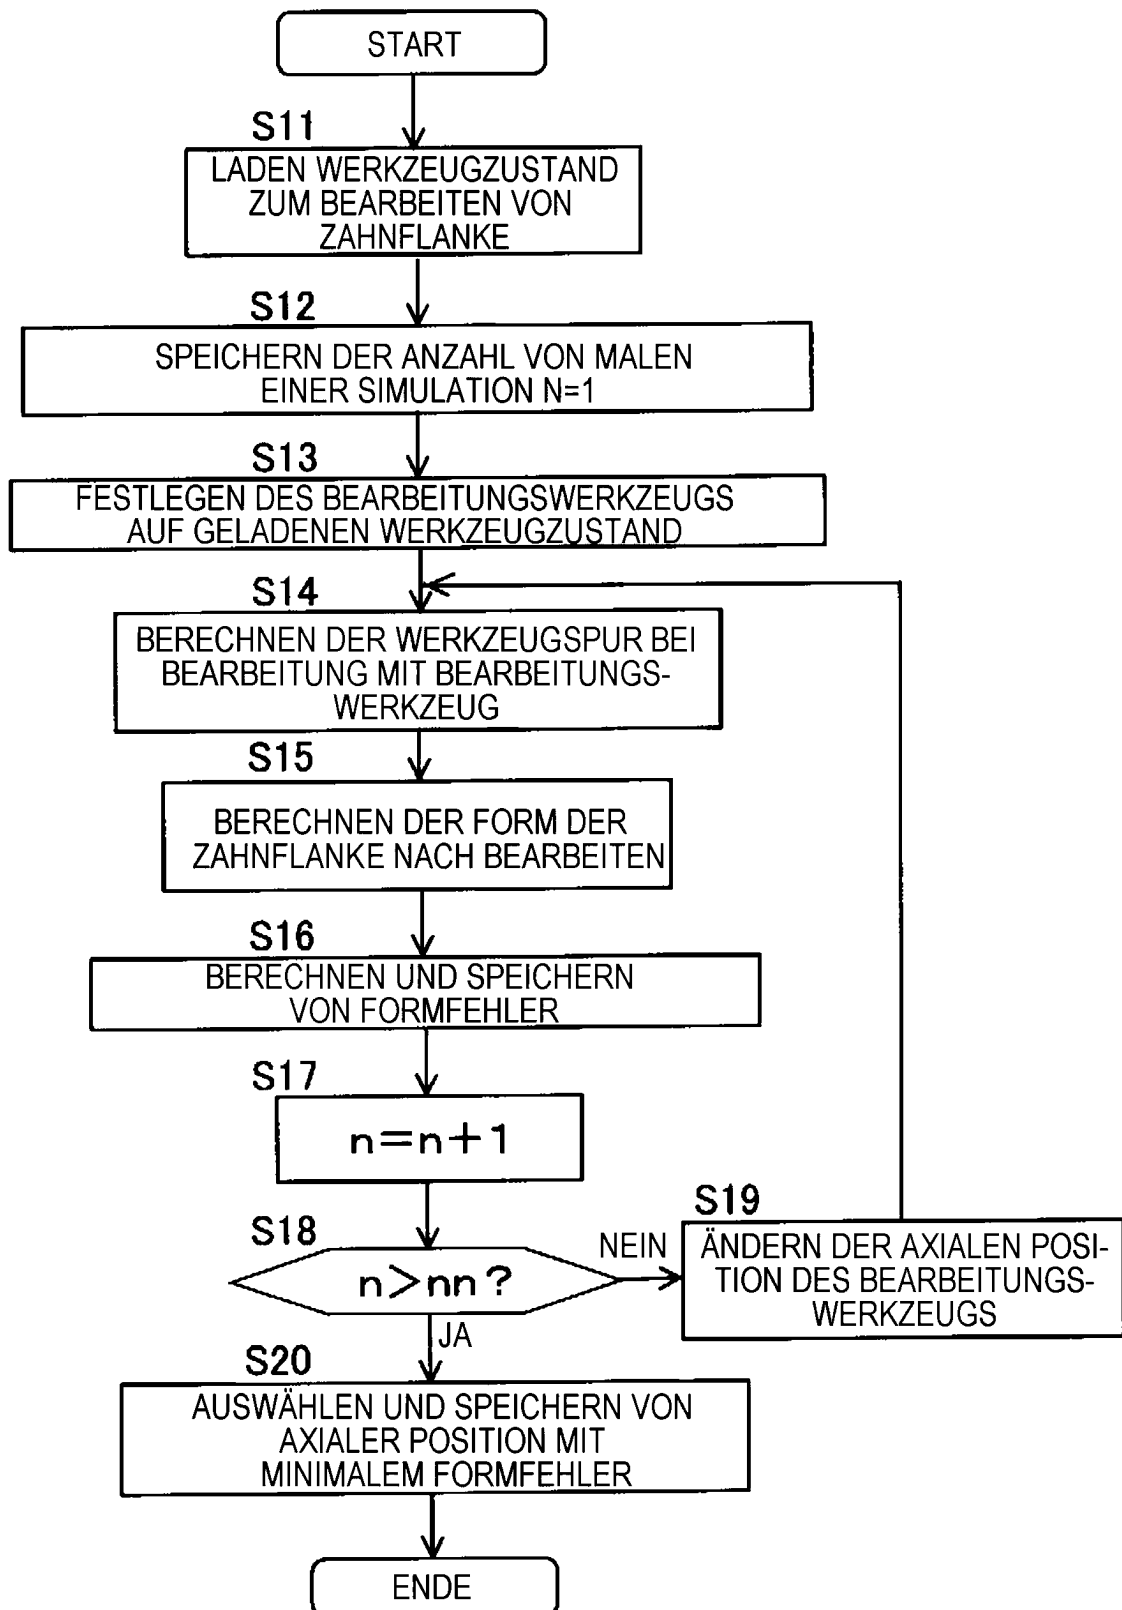 START
S11
LADEN WERKZEUGZUSTAND
ZUM BEARBEITEN VON
ZAHNFLANKE
S12
SPEICHERN DER ANZAHL VON MALEN
EINER SIMULATION N=1
S13
FESTLEGEN DES BEARBEITUNGSWERKZEUGS
AUF GELADENEN WERKZEUGZUSTAND
S14
BERECHNEN DER WERKZEUGSPUR BEI
BEARBEITUNG MIT BEARBEITUNGS-
WERKZEUG
S15
BERECHNEN DER FORM DER
ZAHNFLANKE NACH BEARBEITEN
S16
BERECHNEN UND SPEICHERN
VON FORMFEHLER
S17
n=n+1
S18
n>nn?
NEIN
S19
ÄNDERN DER AXIALEN POSI-
TION DES BEARBEITUNGS-
WERKZEUGS
JA
S20
AUSWÄHLEN UND SPEICHERN VON
AXIALER POSITION MIT
MINIMALEM FORMFEHLER
ENDE